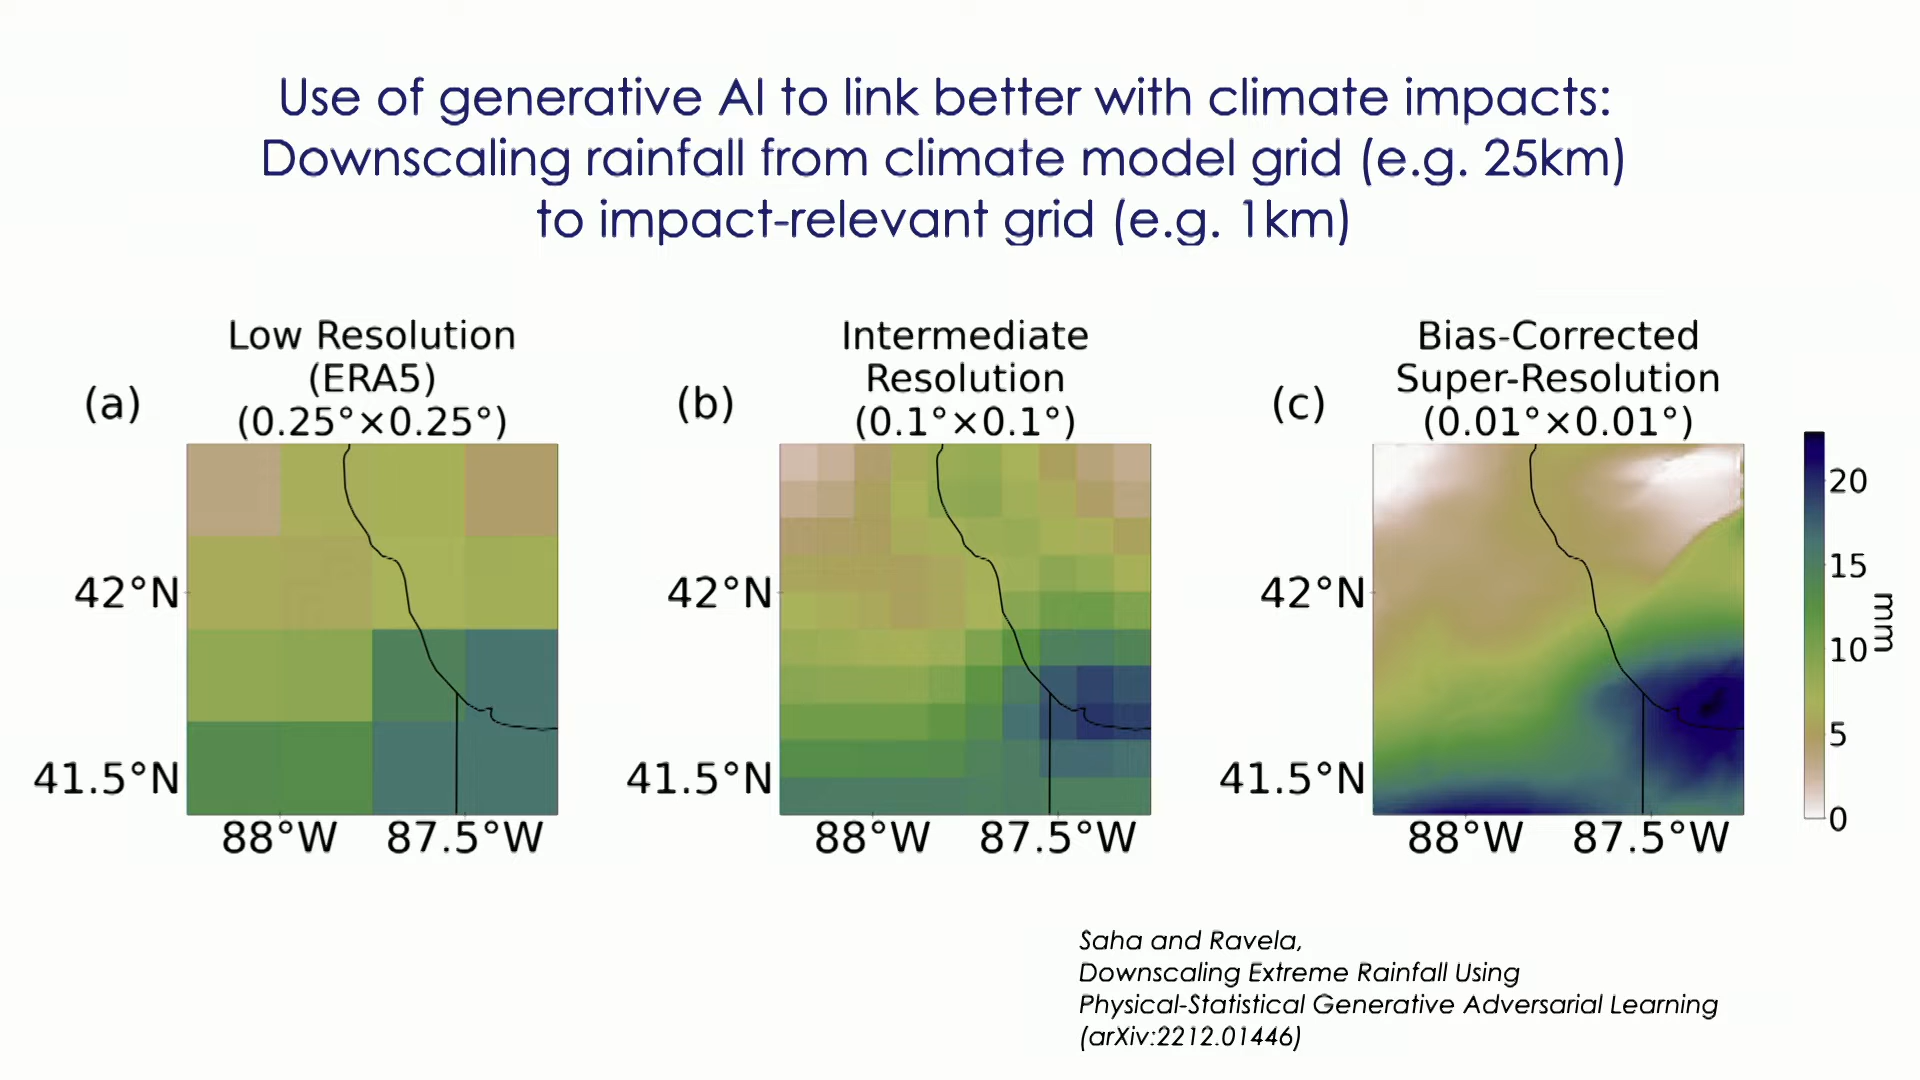 Use of generative AI to link better with climate impacts:
Downscaling rainfall from climate model grid (e.g. 25km)
to impact-relevant grid (e.g. 1km)
(a)
Low Resolution
(ERA5)
(0.25°×0.25°)
42°N
41.5°N
88°W
87.5°W
(b)
Intermediate
Resolution
(0.1°×0.1°)
42°N
41.5°N
88°W
87.5°W
(c)
Bias-Corrected
Super-Resolution
(0.01°×0.01°)
42°N
41.5°N
88°W
87.5°W
20
15
10
5
0
mm
Saha and Ravela,
Downscaling Extreme Rainfall Using
Physical-Statistical Generative Adversarial Learning
(arXiv:2212.01446)